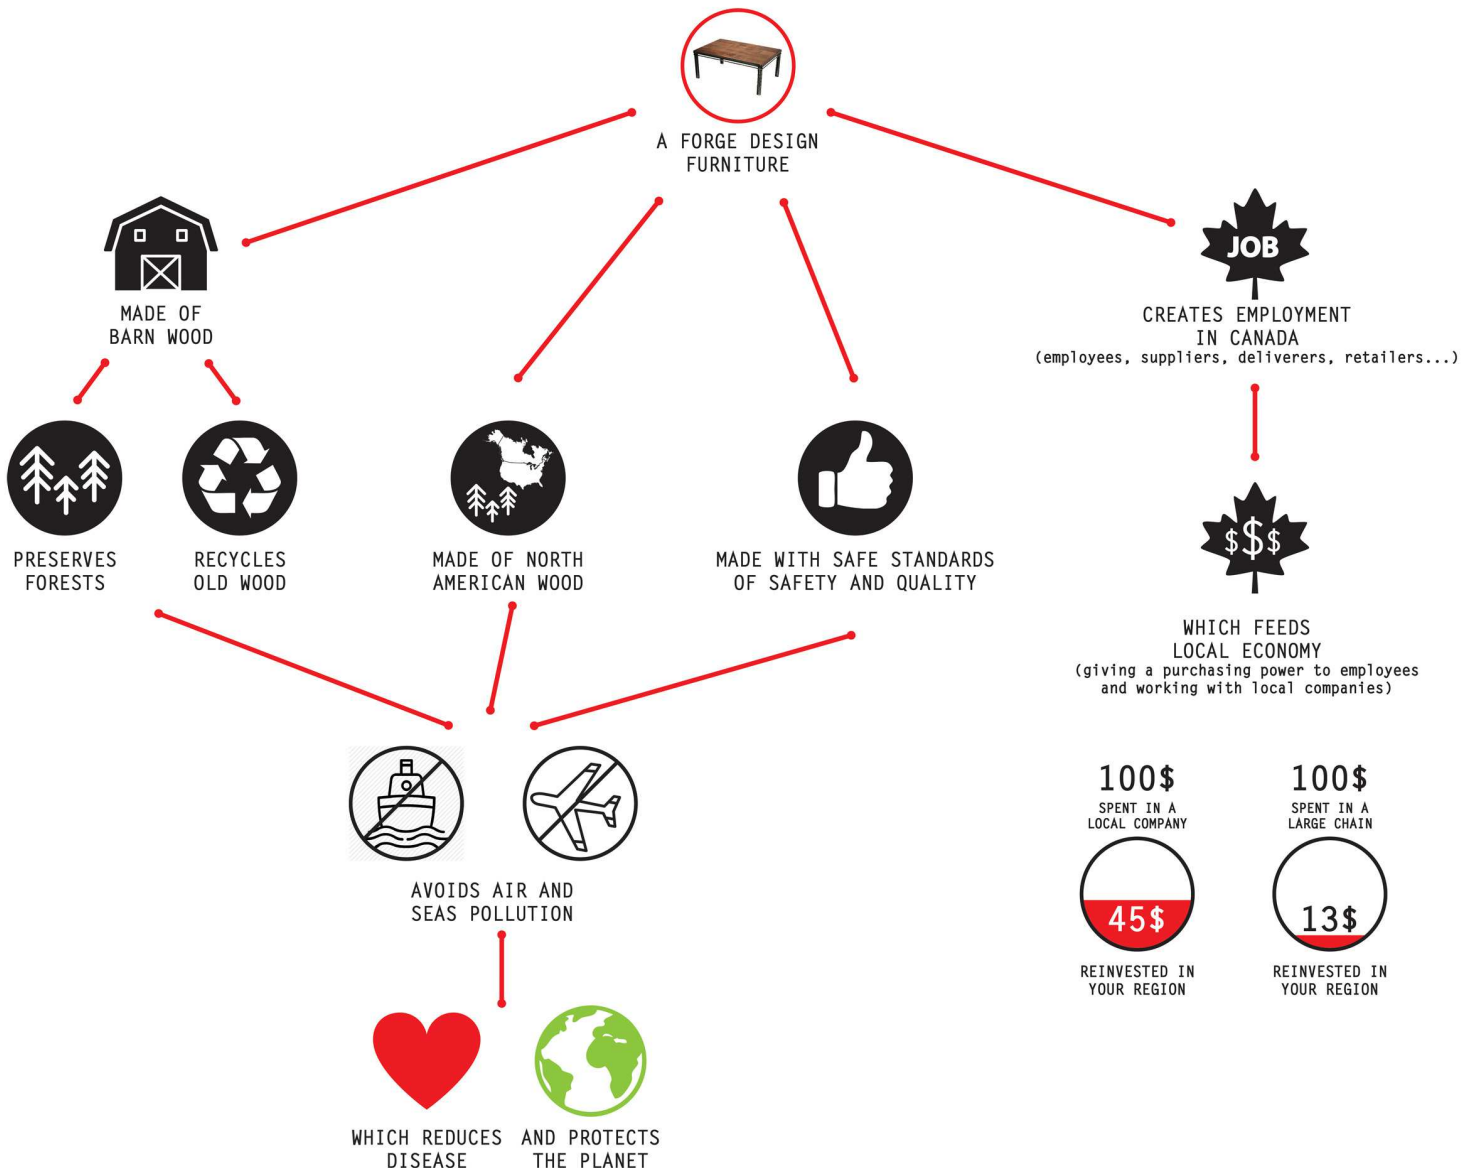 A FORGE DESIGN
FURNITURE
MADE OF
BARN WOOD
JOB
CREATES EMPLOYMENT
IN CANADA
(employees, suppliers, deliverers, retailers...)
PRESERVES
FORESTS
RECYCLES
OLD WOOD
MADE OF NORTH
AMERICAN WOOD
MADE WITH SAFE STANDARDS
OF SAFETY AND QUALITY
$$$
WHICH FEEDS
LOCAL ECONOMY
(giving a purchasing power to employees
and working with local companies)
AVOIDS AIR AND
SEAS POLLUTION
100$
SPENT IN A
LOCAL COMPANY
45$
REINVESTED IN
YOUR REGION
100$
SPENT IN A
LARGE CHAIN
13$
REINVESTED IN
YOUR REGION
WHICH REDUCES
DISEASE
AND PROTECTS
THE PLANET